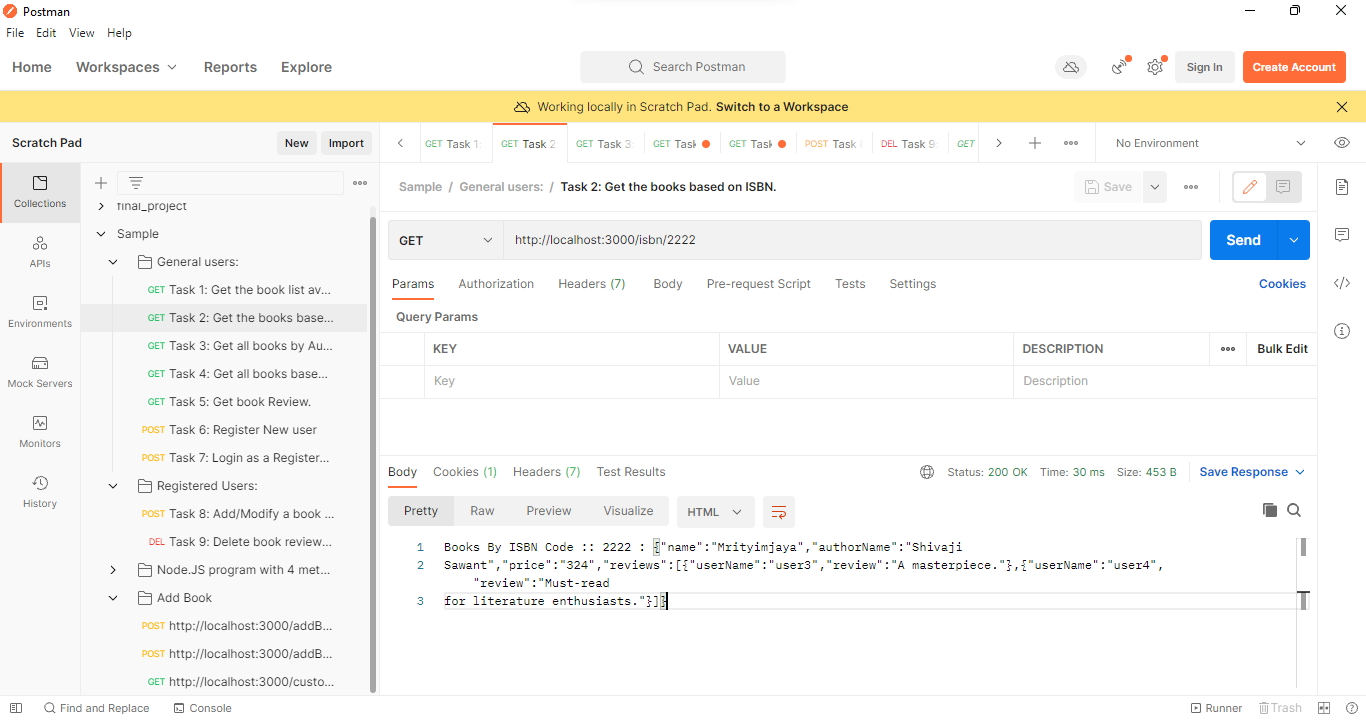 Postman
File Edit View Help
Home Workspaces Reports Explore Search Postman Sign In Create Account
Working locally in Scratch Pad. Switch to a Workspace
Scratch Pad New Import
GET Task 1: GET Task 2 GET Task 3: GET Task GET Task POST Task DEL Task 9: GET No Environment
Collections
APIs
Environments
Mock Servers
Monitors
History
final_project
Sample
General users:
GET Task 1: Get the book list av...
GET Task 2: Get the books base...
GET Task 3: Get all books by Au...
GET Task 4: Get all books base...
GET Task 5: Get book Review.
POST Task 6: Register New user
POST Task 7: Login as a Register...
Registered Users:
POST Task 8: Add/Modify a book ...
DEL Task 9: Delete book review...
Node.JS program with 4 met...
Add Book
POST http://localhost:3000/addB...
POST http://localhost:3000/addB...
GET http://localhost:3000/custo...
Sample / General users: / Task 2: Get the books based on ISBN. Save
GET http://localhost:3000/isbn/2222 Send
Params Authorization Headers (7) Body Pre-request Script Tests Settings Cookies
Query Params
KEY VALUE DESCRIPTION Bulk Edit
Key Value Description
Body Cookies (1) Headers (7) Test Results Status: 200 OK Time: 30 ms Size: 453 B Save Response
Pretty Raw Preview Visualize HTML
1 Books By ISBN Code :: 2222 : {"name":"Mrityimjaya","authorName":"Shivaji
2 Sawant","price":"324","reviews":[{"userName":"user3","review":"A masterpiece."},{"userName":"user4",
"review":"Must-read
3 for literature enthusiasts."}]}
Find and Replace Console Runner Trash